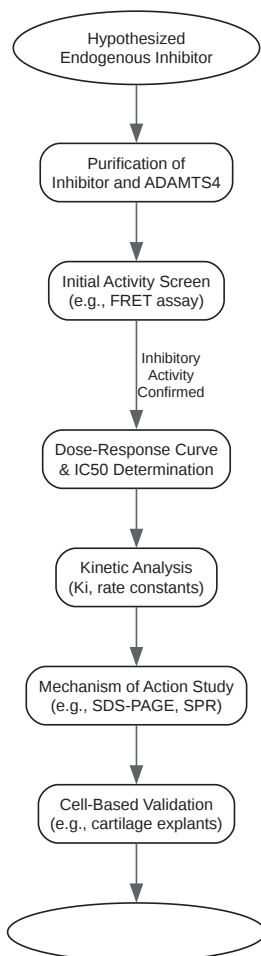 Hypothesized
Endogenous Inhibitor
Purification of
Inhibitor and ADAMTS4
Initial Activity Screen
(e.g., FRET assay)
Inhibitory
Activity
Confirmed
Dose-Response Curve
& IC50 Determination
Kinetic Analysis
(Ki, rate constants)
Mechanism of Action Study
(e.g., SDS-PAGE, SPR)
Cell-Based Validation
(e.g., cartilage explants)